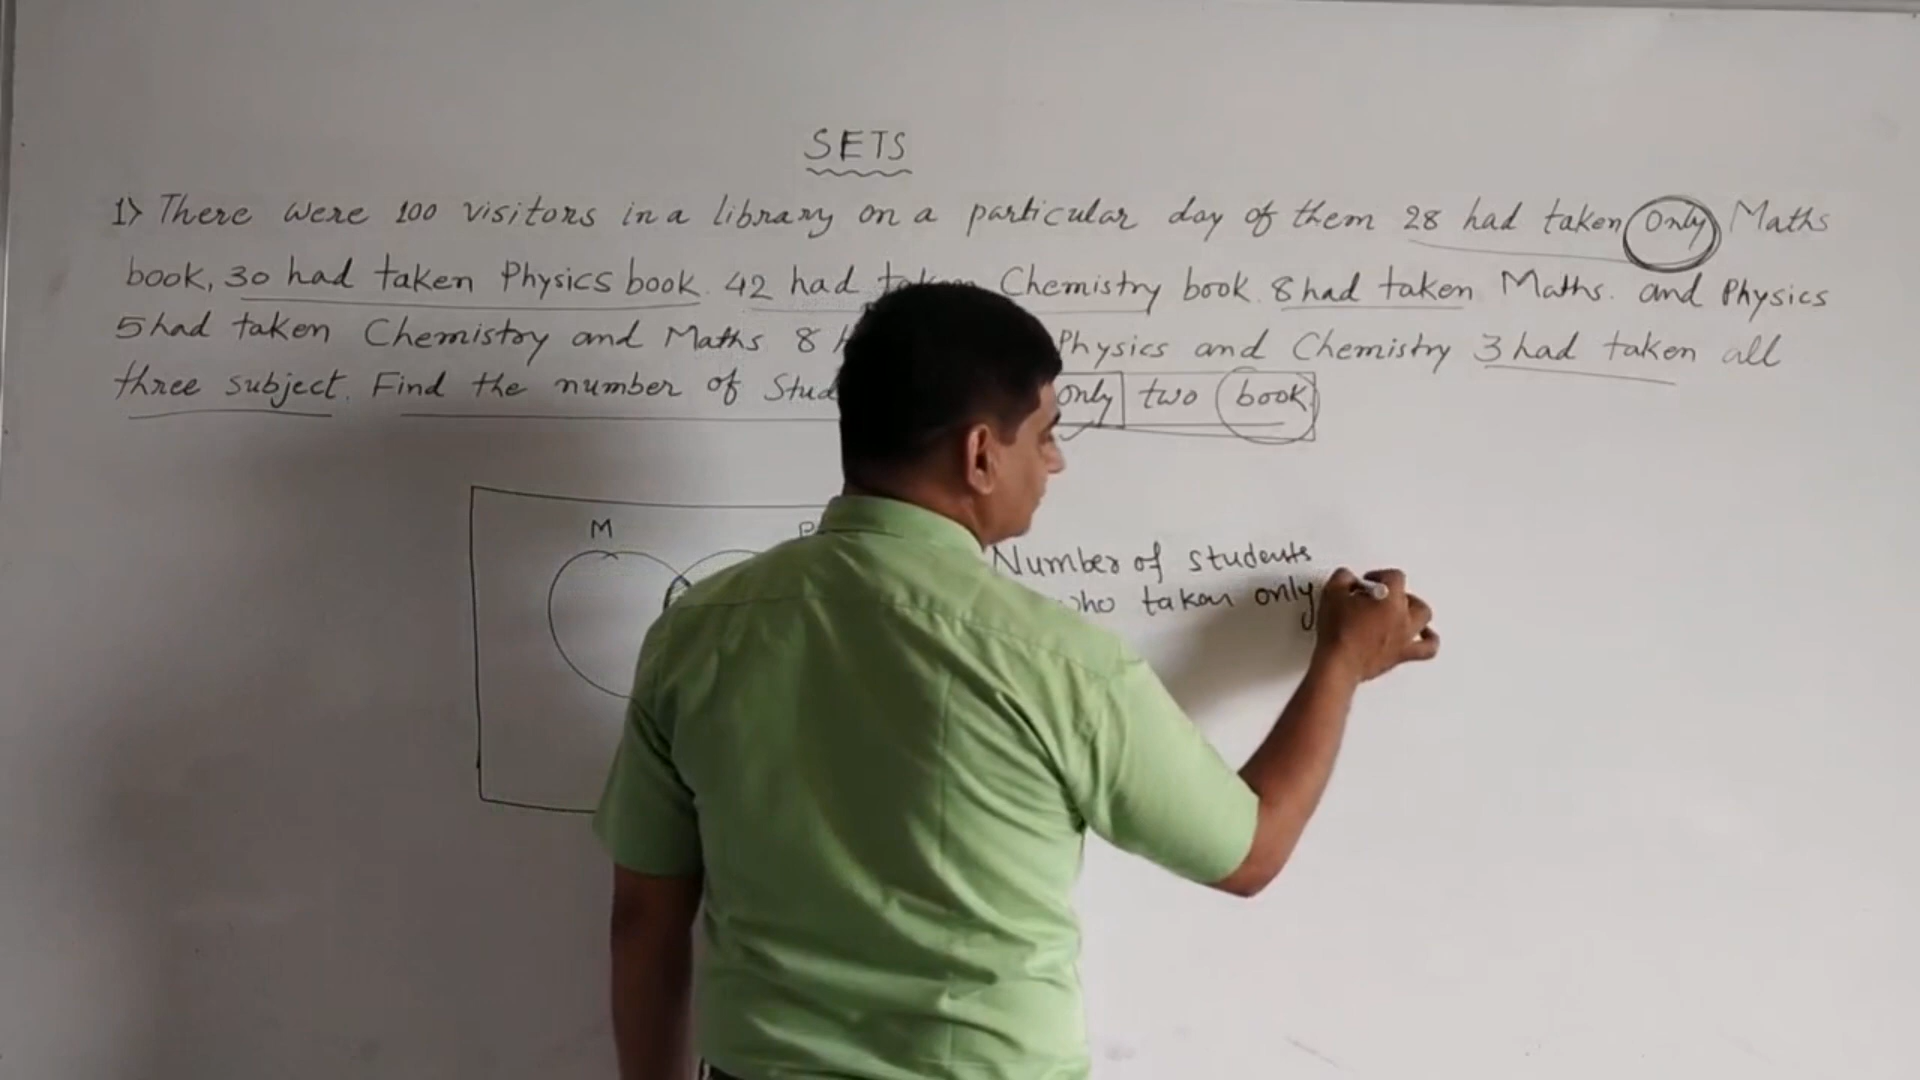 SETS
1) There were 100 visitors in a library on a particular day of them 28 had taken only Maths
book, 30 had taken Physics book. 42 had taken Chemistry book. 8 had taken Maths. and Physics
5 had taken Chemistry and Maths 8 Physics and Chemistry 3 had taken all
three subject. Find the number of only two book.
M
Number of students
who taken only